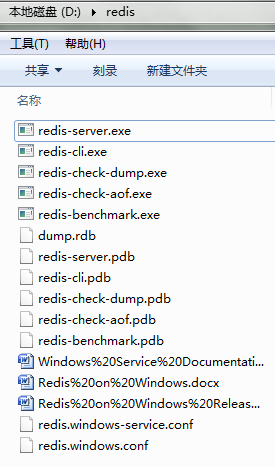 本地磁盘 (D:) ▸ redis
工具(T) 帮助(H)
共享 ▼ 刻录 新建文件夹
名称
redis-server.exe
redis-cli.exe
redis-check-dump.exe
redis-check-aof.exe
redis-benchmark.exe
dump.rdb
redis-server.pdb
redis-cli.pdb
redis-check-dump.pdb
redis-check-aof.pdb
redis-benchmark.pdb
Windows%20Service%20Documentati...
Redis%20on%20Windows.docx
Redis%20on%20Windows%20Releas...
redis.windows-service.conf
redis.windows.conf